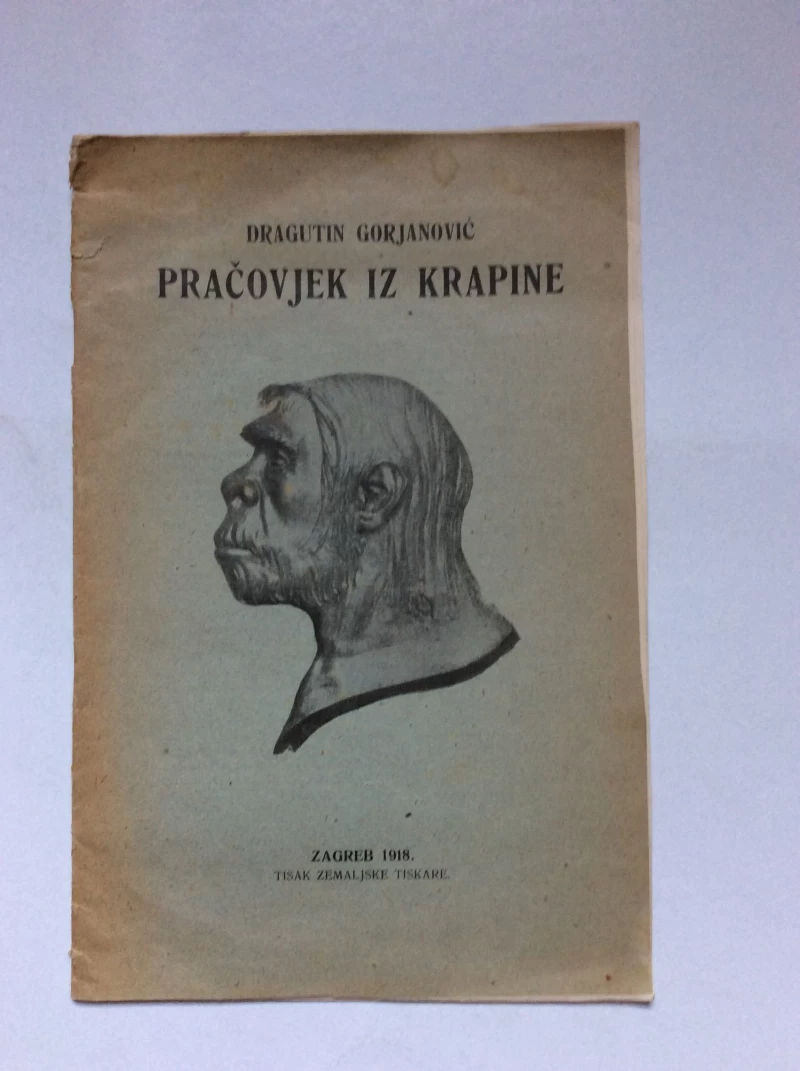 DRAGUTIN GORJANOVIĆ
PRAČOVJEK IZ KRAPINE
ZAGREB 1918.
TISAK ZEMALJSKE TISKARE.